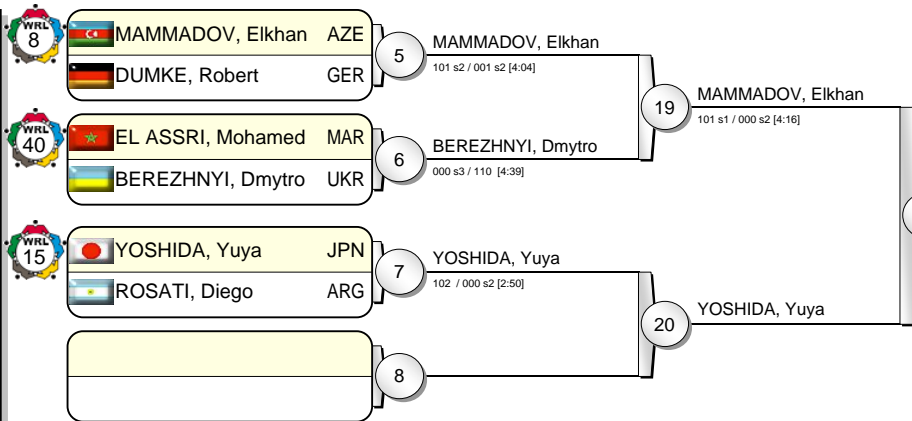 WRL
8
MAMMADOV, Elkhan AZE
DUMKE, Robert GER
5
MAMMADOV, Elkhan
101 s2 / 001 s2 [4:04]
WRL
40
EL ASSRI, Mohamed MAR
BEREZHNYI, Dmytro UKR
6
BEREZHNYI, Dmytro
000 s3 / 110 [4:39]
19
MAMMADOV, Elkhan
101 s1 / 000 s2 [4:16]
WRL
15
YOSHIDA, Yuya JPN
ROSATI, Diego ARG
7
YOSHIDA, Yuya
102 / 000 s2 [2:50]
8
20
YOSHIDA, Yuya